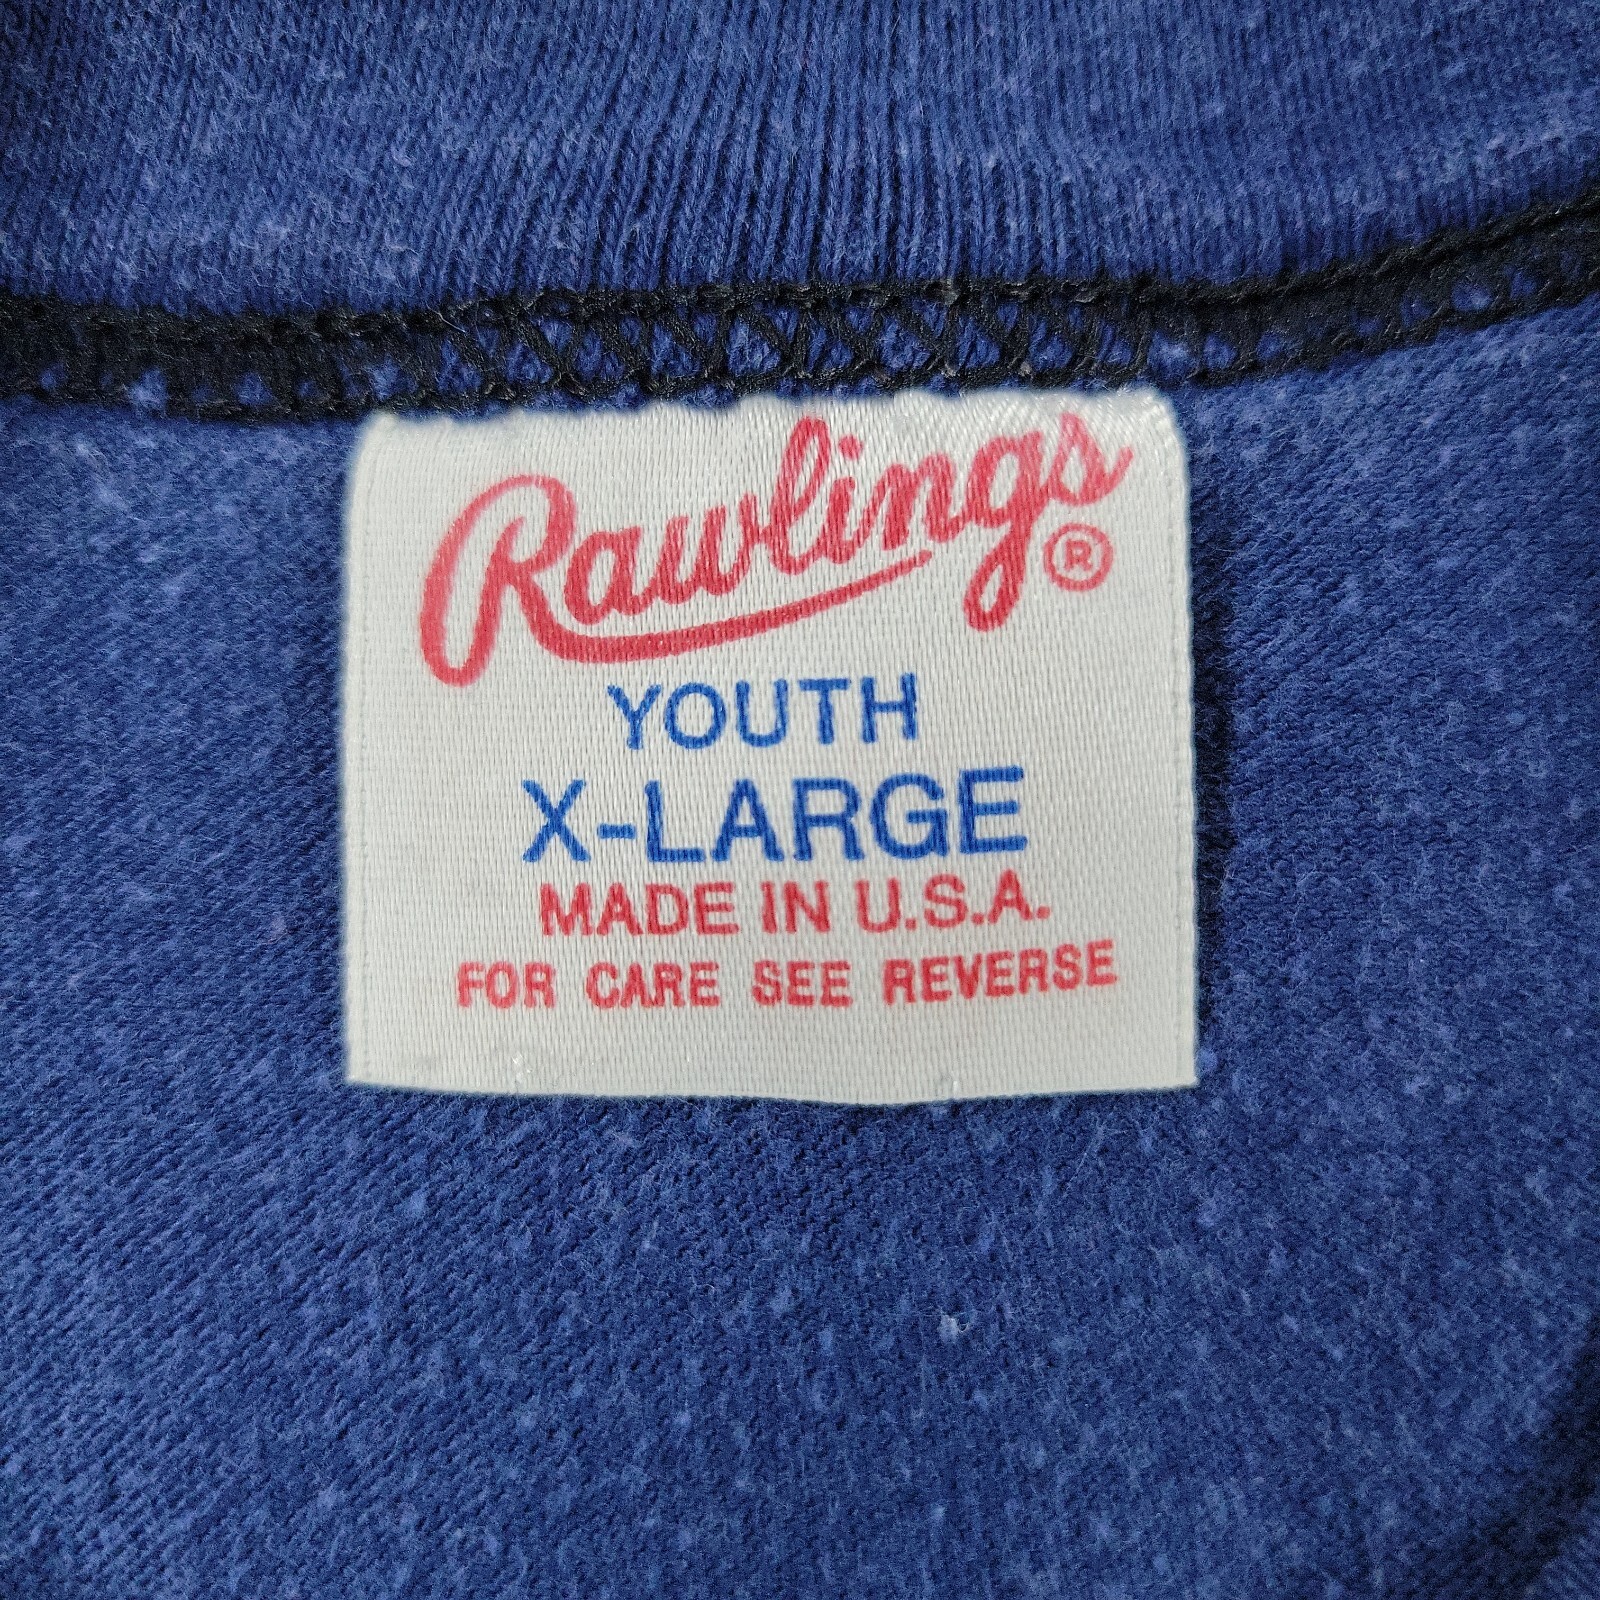 Rawlings®
YOUTH
X-LARGE
MADE IN U.S.A.
FOR CARE SEE REVERSE